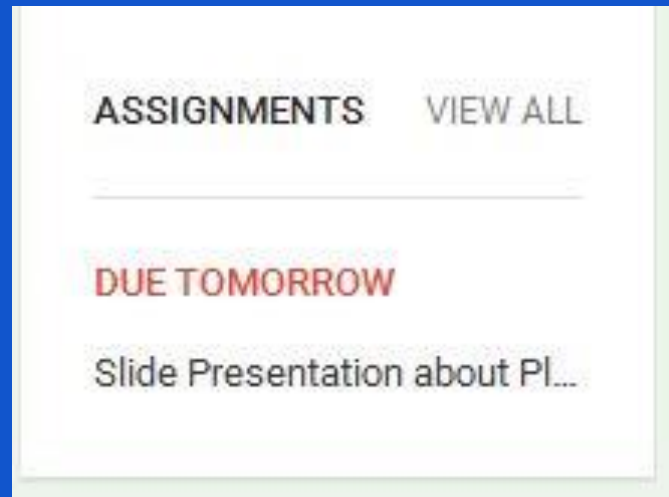 ASSIGNMENTS VIEW ALL
DUE TOMORROW
Slide Presentation about Pl...